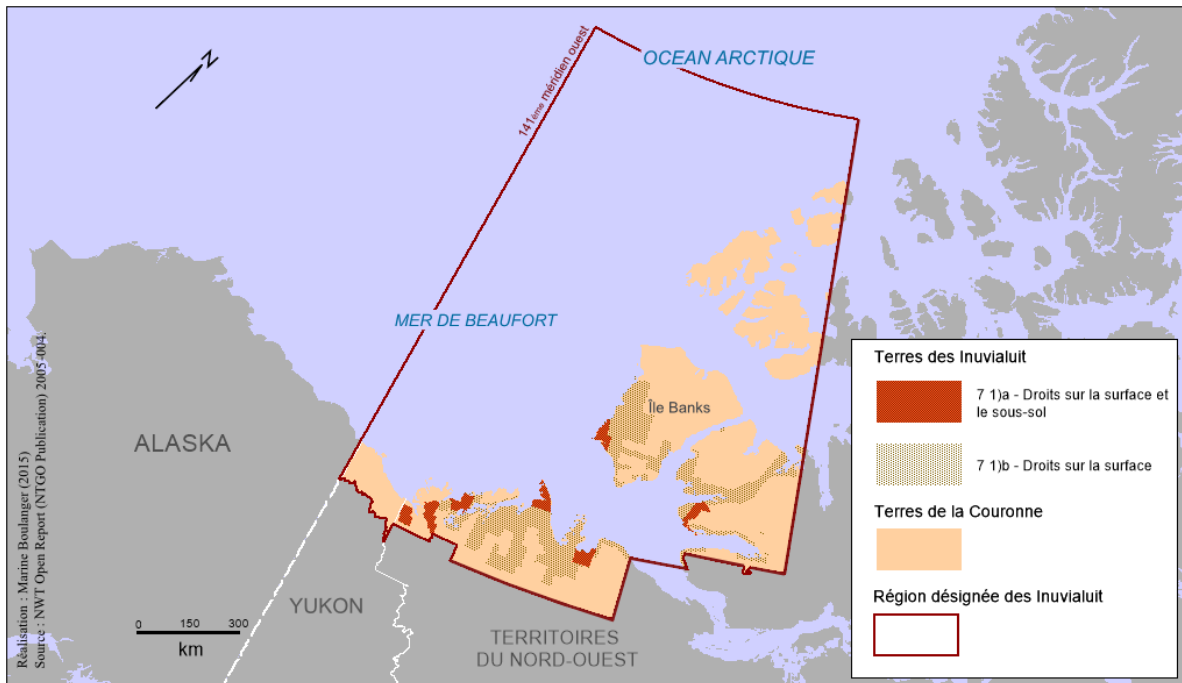 N
OCEAN ARCTIQUE
141ème méridien ouest
MER DE BEAUFORT
Île Banks
ALASKA
YUKON
TERRITOIRES
DU NORD-OUEST
0 150 300
km
Réalisation : Marine Boulanger (2015)
Source : NWT Open Report (NTGO Publication) 2005-004.
Terres des Inuvialuit
7 1)a - Droits sur la surface et
le sous-sol
7 1)b - Droits sur la surface
Terres de la Couronne
Région désignée des Inuvialuit